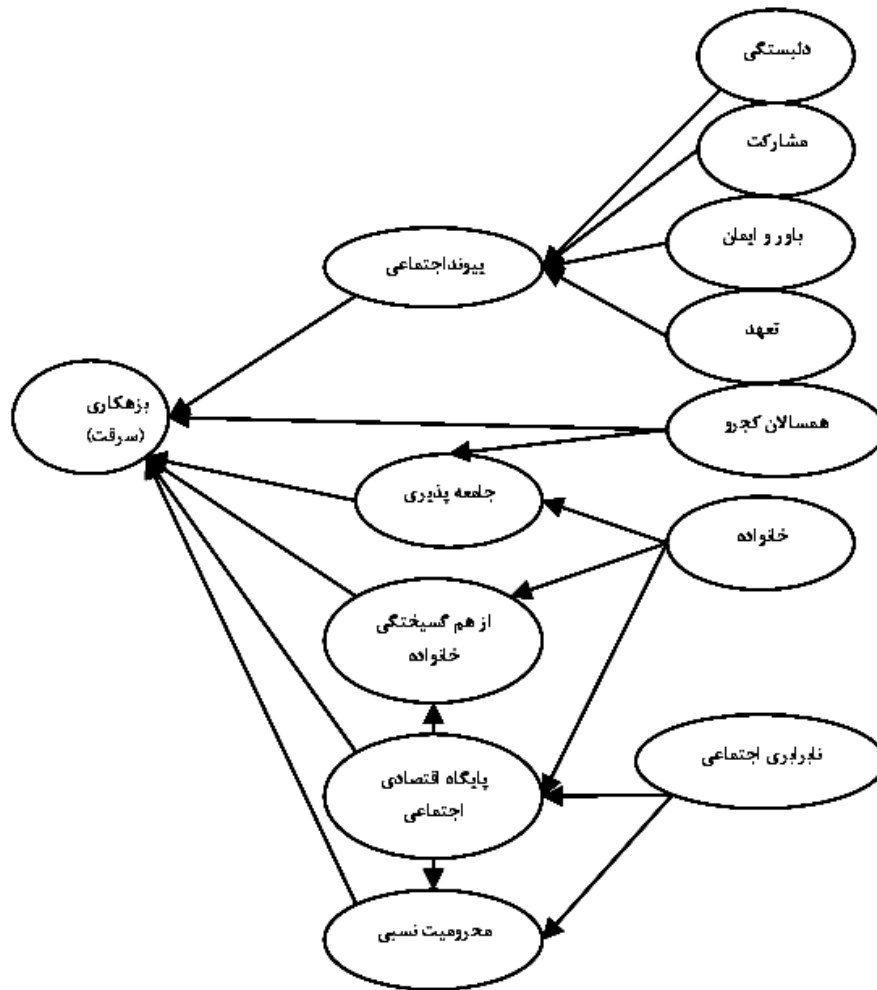 دلبستگی
مشارکت
باور و ایمان
پیونداجتماعی
تعهد
بزهکاری
(سرقت)
همسالان کجرو
جامعه پذیری
خانواده
از هم گسیختگی
خانواده
نابرابری اجتماعی
پایگاه اقتصادی
اجتماعی
محرومیت نسبی